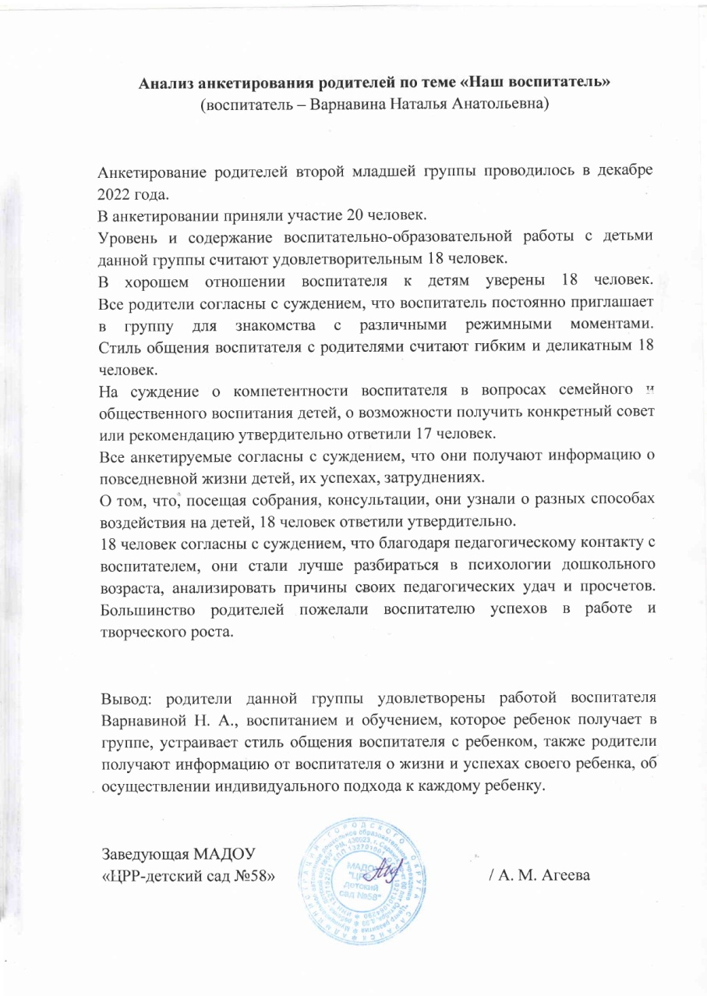 Анализ анкетирования родителей по теме «Наш воспитатель»
(воспитатель – Варнавина Наталья Анатольевна)
Анкетирование родителей второй младшей группы проводилось в декабре
2022 года.
В анкетировании приняли участие 20 человек.
Уровень и содержание воспитательно-образовательной работы с детьми
данной группы считают удовлетворительным 18 человек.
В хорошем отношении воспитателя к детям уверены 18 человек.
Все родители согласны с суждением, что воспитатель постоянно приглашает
в группу для знакомства с различными режимными моментами.
Стиль общения воспитателя с родителями считают гибким и деликатным 18
человек.
На суждение о компетентности воспитателя в вопросах семейного и
общественного воспитания детей, о возможности получить конкретный совет
или рекомендацию утвердительно ответили 17 человек.
Все анкетируемые согласны с суждением, что они получают информацию о
повседневной жизни детей, их успехах, затруднениях.
О том, что, посещая собрания, консультации, они узнали о разных способах
воздействия на детей, 18 человек ответили утвердительно.
18 человек согласны с суждением, что благодаря педагогическому контакту с
воспитателем, они стали лучше разбираться в психологии дошкольного
возраста, анализировать причины своих педагогических удач и просчетов.
Большинство родителей пожелали воспитателю успехов в работе и
творческого роста.
Вывод: родители данной группы удовлетворены работой воспитателя
Варнавиной Н. А., воспитанием и обучением, которое ребенок получает в
группе, устраивает стиль общения воспитателя с ребенком, также родители
получают информацию от воспитателя о жизни и успехах своего ребенка, об
осуществлении индивидуального подхода к каждому ребенку.
Заведующая МАДОУ
«ЦРР-детский сад №58» / А. М. Агеева
МАДОУ
детский
сад №58"